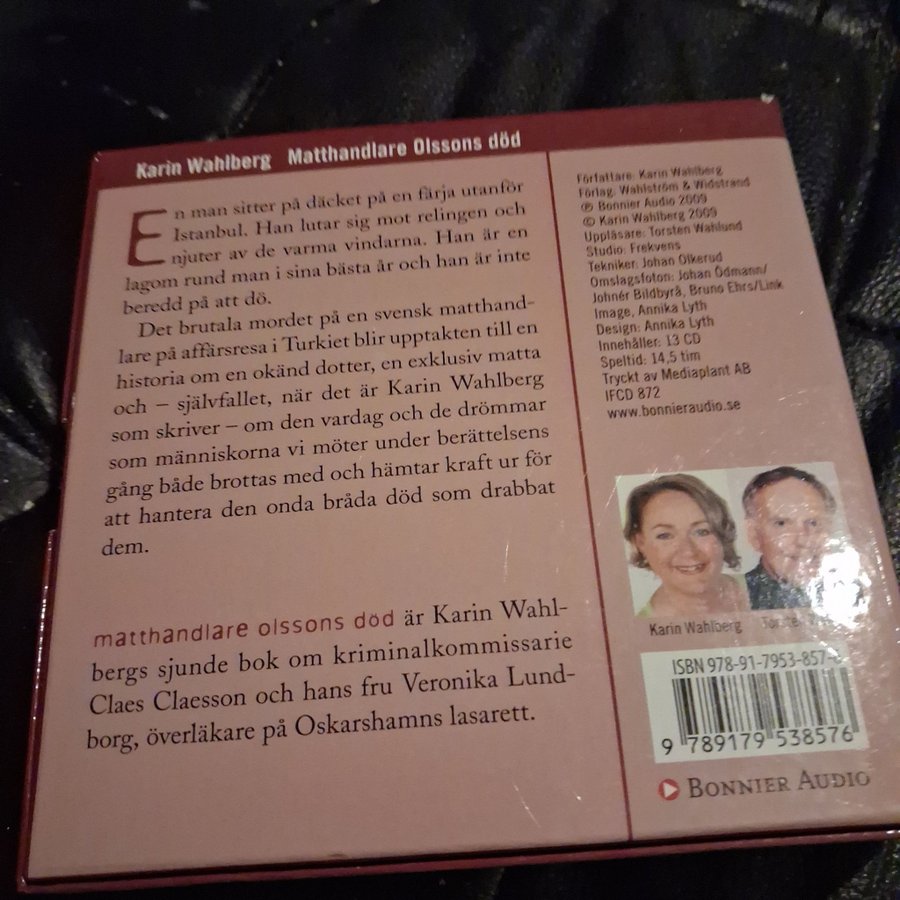 Karin Wahlberg Matthandlare Olssons död
En man sitter på däcket på en färja utanför
Istanbul. Han lutar sig mot relingen och
njuter av de varma vindarna. Han är en
lagom rund man i sina bästa år och han är inte
beredd på att dö.
Det brutala mordet på en svensk matthand-
lare på affärsresa i Turkiet blir upptakten till en
historia om en okänd dotter, en exklusiv matta
och – självfallet, när det är Karin Wahlberg
som skriver – om den vardag och de drömmar
som människorna vi möter under berättelsens
gång både brottas med och hämtar kraft ur för
att hantera den onda bråda död som drabbat
dem.
matthandlare olssons död är Karin Wahl-
bergs sjunde bok om kriminalkommissarie
Claes Claesson och hans fru Veronika Lund-
borg, överläkare på Oskarshamns lasarett.
Författare: Karin Wahlberg
Förlag: Wahlström & Widstrand
℗ Bonnier Audio 2009
© Karin Wahlberg 2009
Uppläsare: Torsten Wahlund
Studio: Frekvens
Tekniker: Johan Olkerud
Omslagsfoton: Johan Ödmann/
Johnér Bildbyrå, Bruno Ehrs/Link
Image, Annika Lyth
Design: Annika Lyth
Innehåller: 13 CD
Speltid: 14,5 tim
Tryckt av Mediaplant AB
IFCD 872
www.bonnieraudio.se
Karin Wahlberg Torsten
ISBN 978-91-7953-857-6
9 789179 538576
BONNIER AUDIO